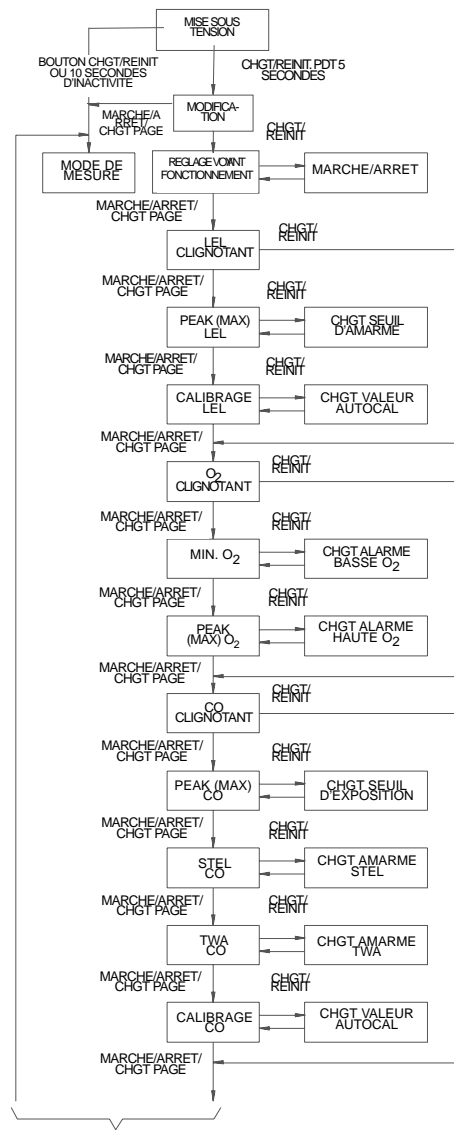 MISE SOUS
TENSION
BOUTON CHGT/REINIT
OU 10 SECONDES
D'INACTIVITE
CHGT/REINIT. PDT 5
SECONDES
MODIFICA-
TION
MARCHE/A
RRET/
CHGT PAGE
CHGT/
REINIT
MODE DE
MESURE
REGLAGE VOYANT
FONCTIONNEMENT
MARCHE/ARRET
MARCHE/ARRET/
CHGT PAGE
LEL
CLIGNOTANT
CHGT/
REINIT
MARCHE/ARRET/
CHGT PAGE
CHGT/
REINIT
PEAK (MAX)
LEL
CHGT SEUIL
D'AMARME
MARCHE/ARRET/
CHGT PAGE
CHGT/
REINIT
CALIBRAGE
LEL
CHGT VALEUR
AUTOCAL
MARCHE/ARRET/
CHGT PAGE
CHGT/
REINIT
O2
CLIGNOTANT
MARCHE/ARRET/
CHGT PAGE
CHGT/
REINIT
MIN. O2
CHGT ALARME
BASSE O2
MARCHE/ARRET/
CHGT PAGE
CHGT/
REINIT
PEAK
(MAX) O2
CHGT ALARME
HAUTE O2
MARCHE/ARRET/
CHGT PAGE
CHGT/
REINIT
CO
CLIGNOTANT
MARCHE/ARRET/
CHGT PAGE
CHGT/
REINIT
PEAK (MAX)
CO
CHGT SEUIL
D'EXPOSITION
MARCHE/ARRET/
CHGT PAGE
CHGT/
REINIT
STEL
CO
CHGT AMARME
STEL
MARCHE/ARRET/
CHGT PAGE
CHGT/
REINIT
TWA
CO
CHGT AMARME
TWA
MARCHE/ARRET/
CHGT PAGE
CHGT/
REINIT
CALIBRAGE
CO
CHGT VALEUR
AUTOCAL
MARCHE/ARRET/
CHGT PAGE